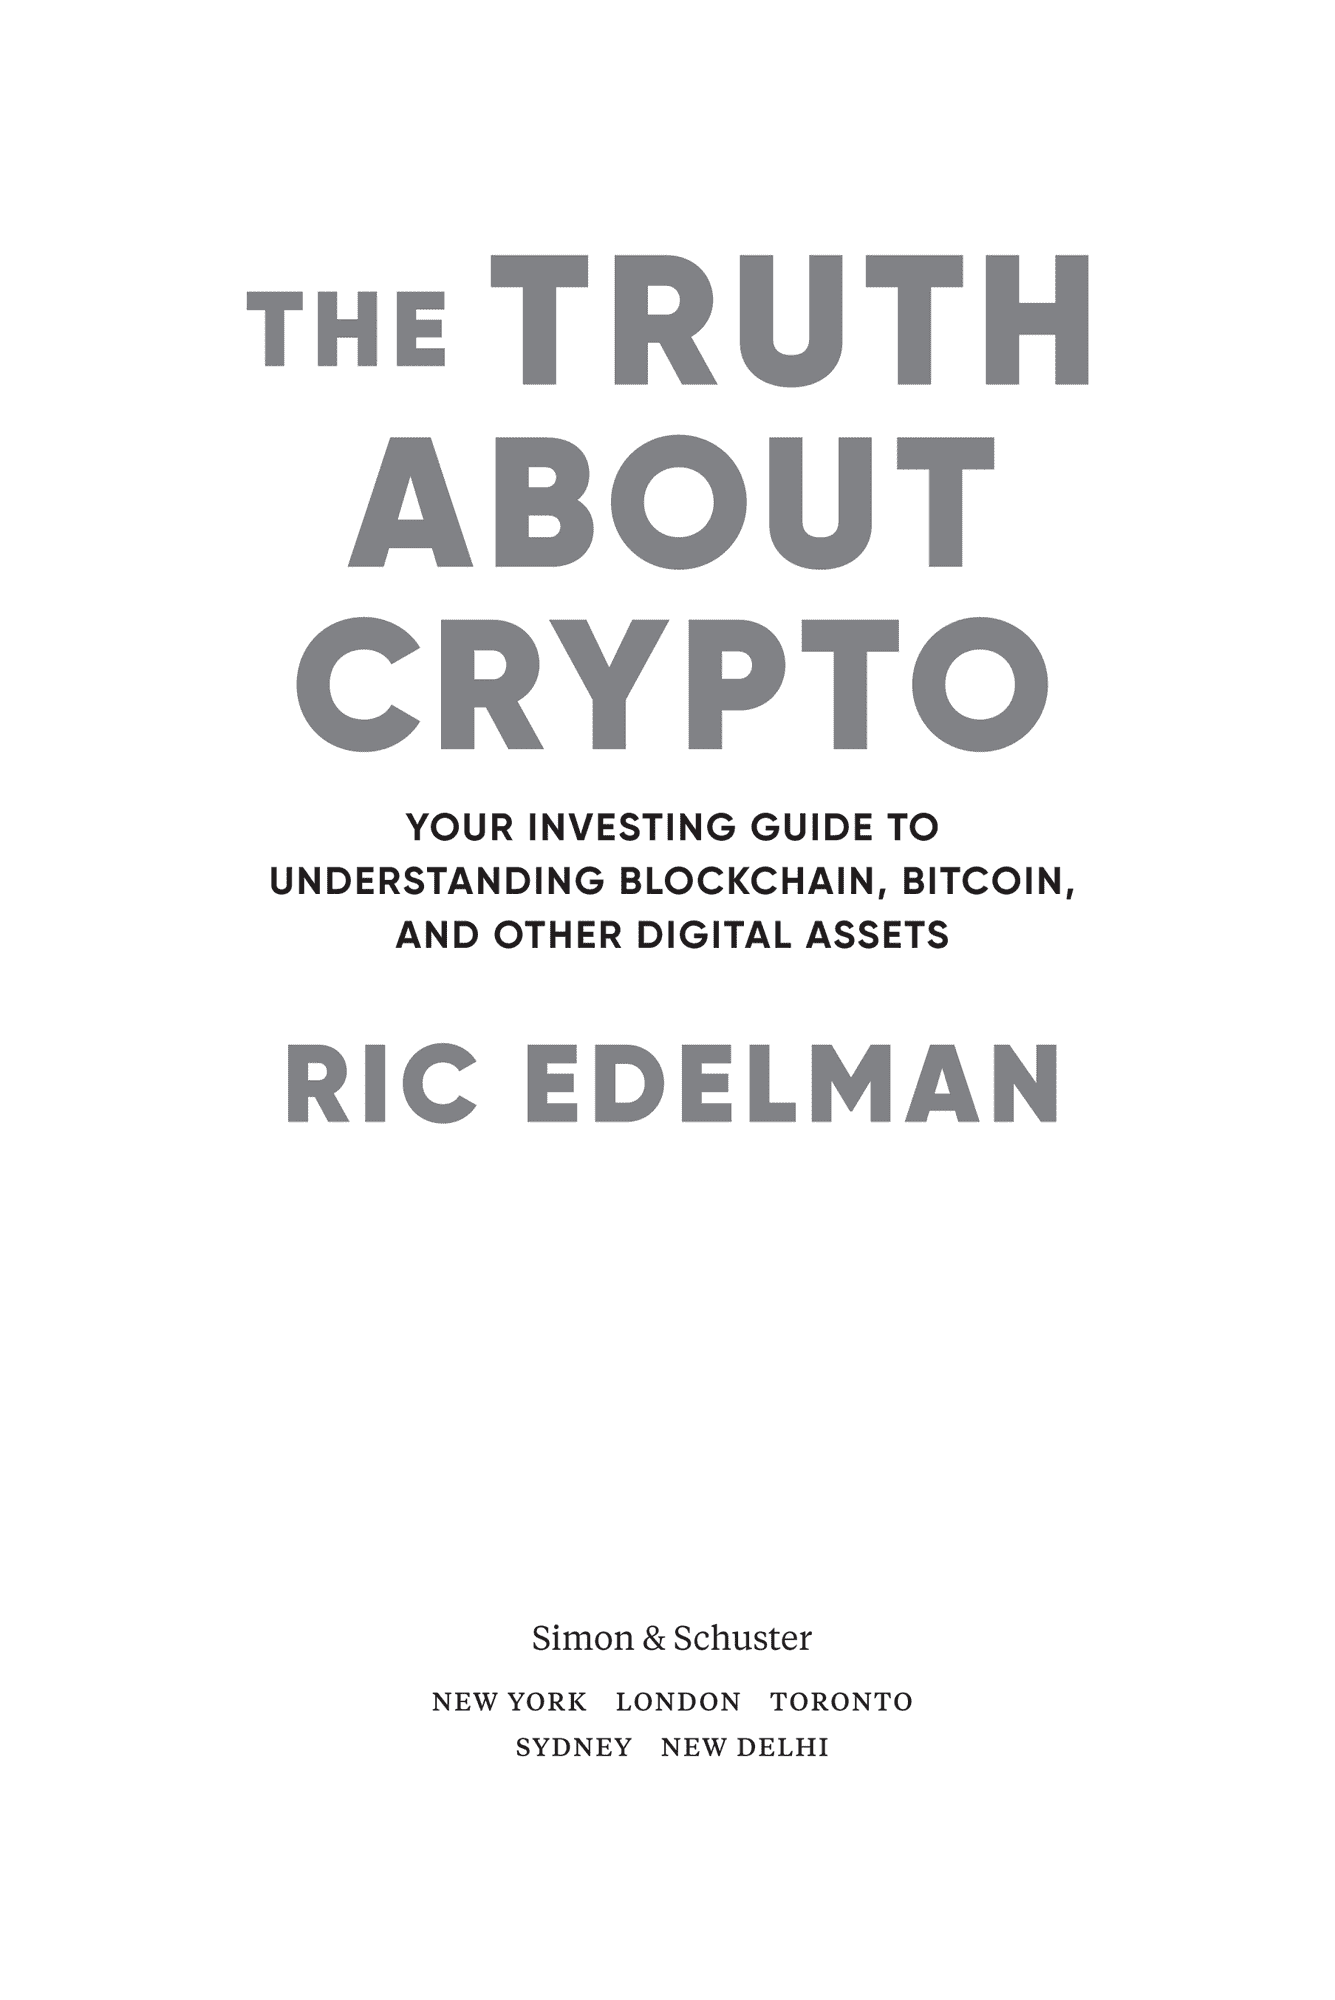 THE TRUTH
ABOUT
CRYPTO
YOUR INVESTING GUIDE TO
UNDERSTANDING BLOCKCHAIN, BITCOIN,
AND OTHER DIGITAL ASSETS
RIC EDELMAN
Simon & Schuster
NEW YORK LONDON TORONTO
SYDNEY NEW DELHI